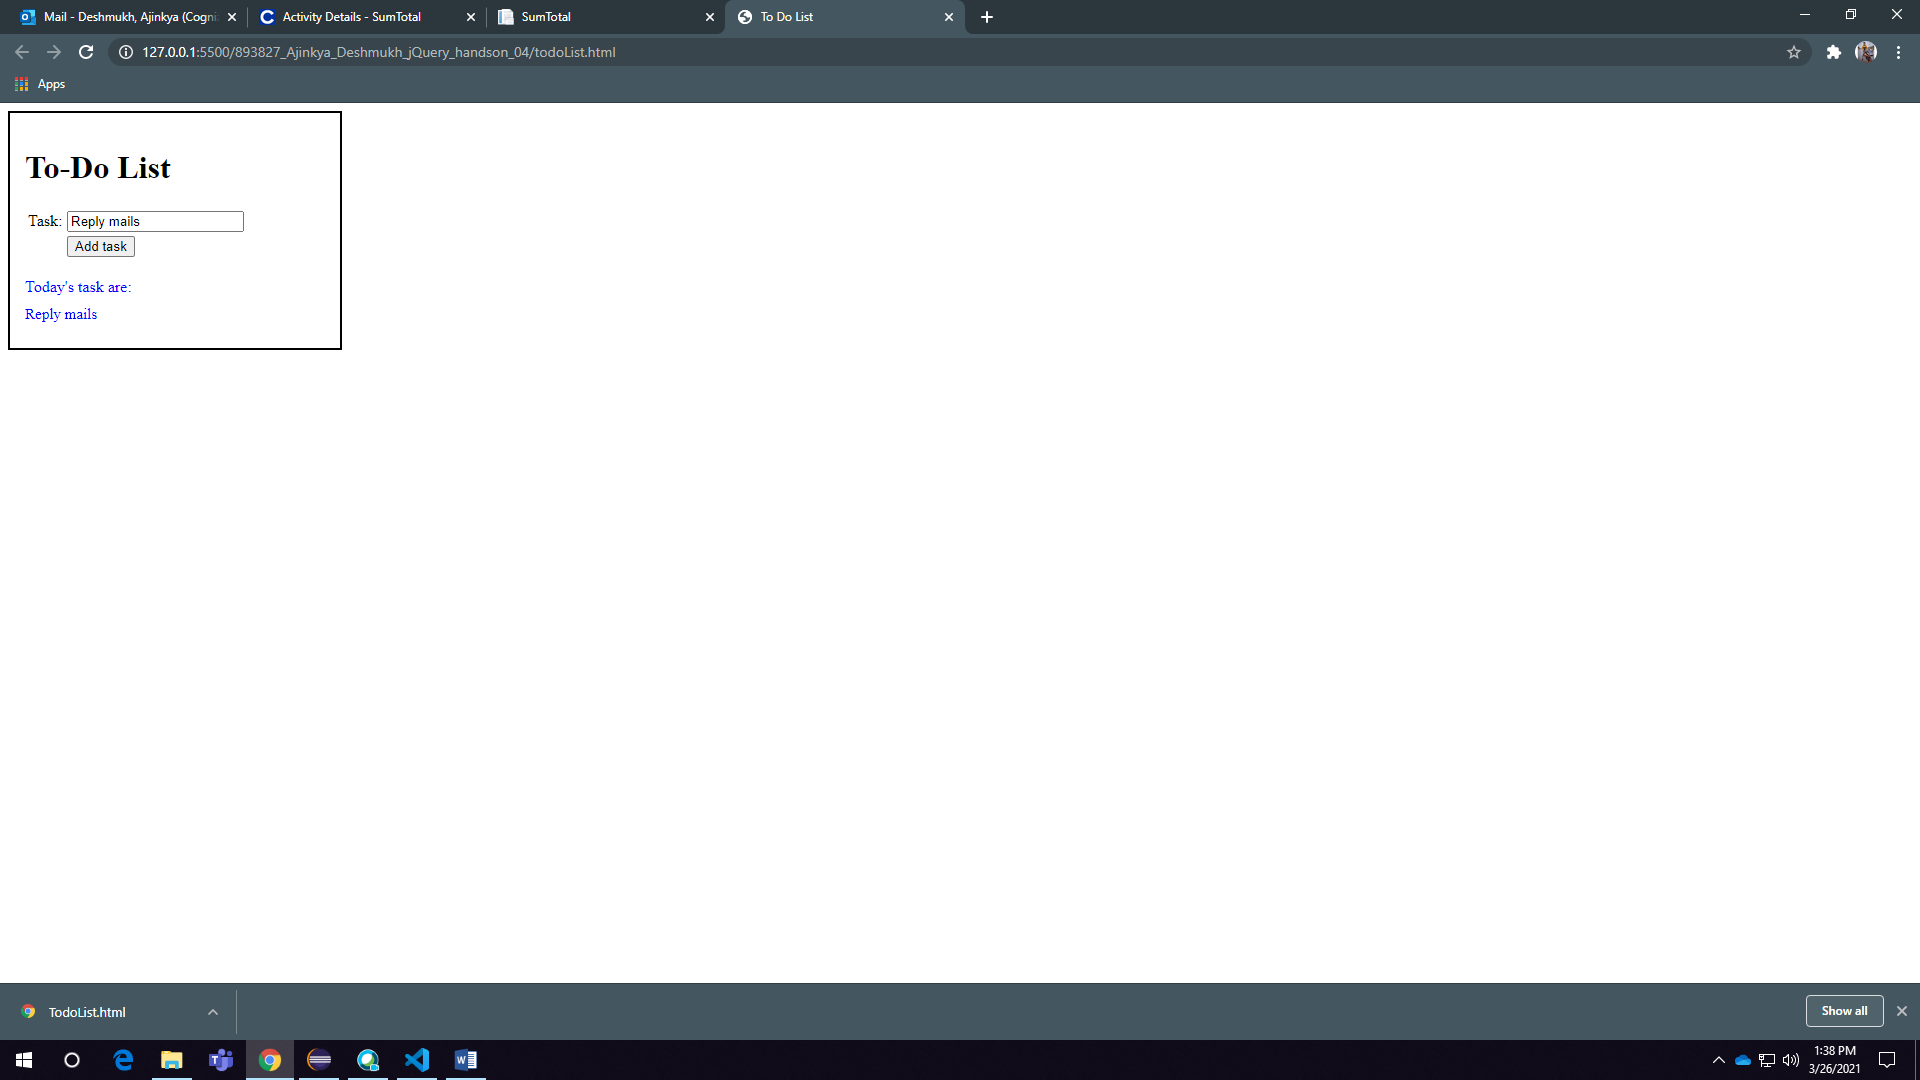 Mail - Deshmukh, Ajinkya (Cogni
Activity Details - SumTotal
SumTotal
To Do List
127.0.0.1:5500/893827_Ajinkya_Deshmukh_jQuery_handson_04/todoList.html
Apps
To-Do List
Task: Reply mails
Add task
Today's task are:
Reply mails
TodoList.html
Show all
1:38 PM
3/26/2021